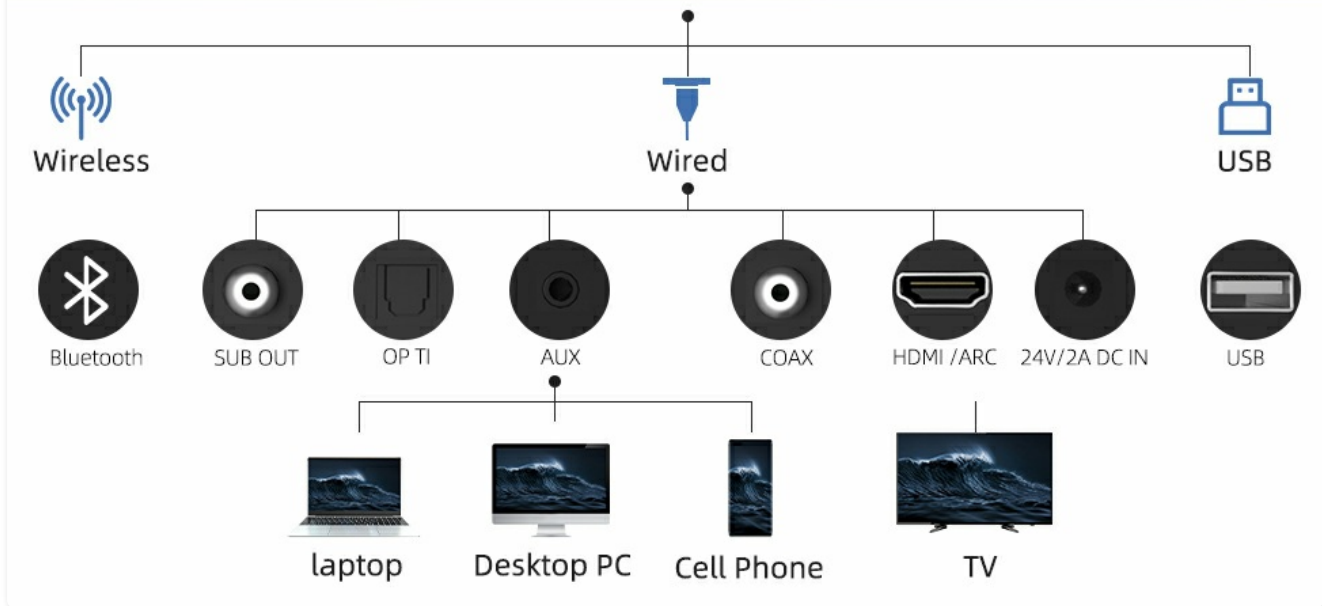 Wireless
Wired
USB
Bluetooth
SUB OUT
OP TI
AUX
COAX
HDMI /ARC
24V/2A DC IN
USB
laptop
Desktop PC
Cell Phone
TV